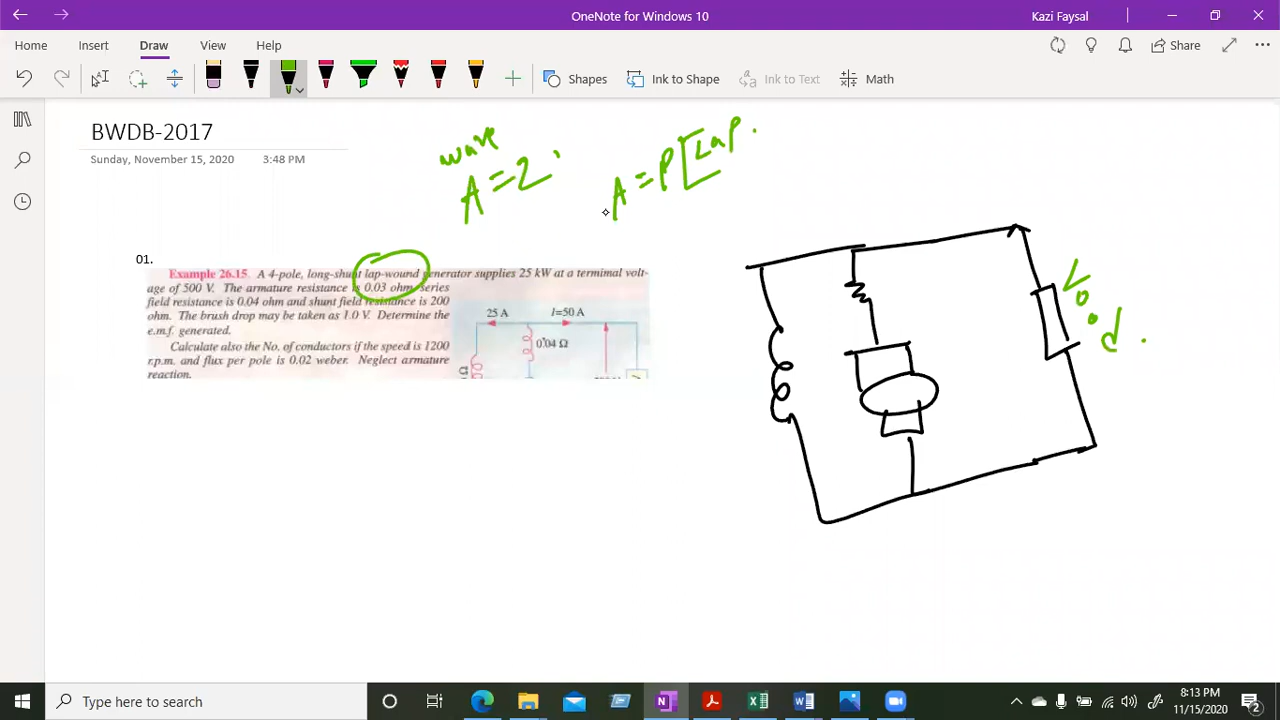 OneNote for Windows 10
Kazi Faysal
Home Insert Draw View Help
Share
Shapes
Ink to Shape
Ink to Text
Math
BWDB-2017
Sunday, November 15, 2020 3:48 PM
wave
A=2
A=P[Lap.
01.
Example 26.15. A 4-pole, long-shunt lap-wound generator supplies 25 kW at a termimal volt-
age of 500 V. The armature resistance is 0.03 ohm, series
field resistance is 0.04 ohm and shunt field resistance is 200
ohm. The brush drop may be taken as 1.0 V. Determine the
e.m.f. generated.
Calculate also the No. of conductors if the speed is 1200
r.p.m. and flux per pole is 0.02 weber. Neglect armature
reaction.
25 A
I=50 A
0.04 Ω
Type here to search
8:13 PM
11/15/2020
2